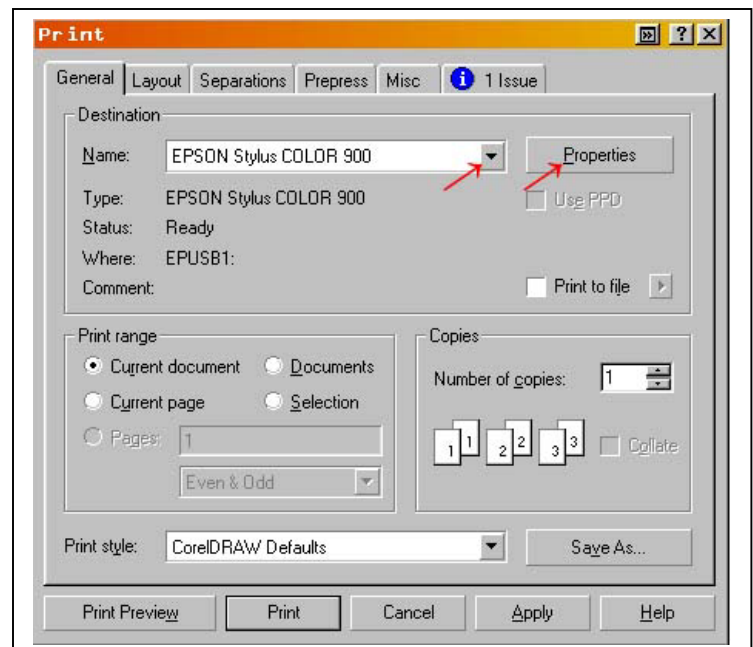 Print
General Layout Separations Prepress Misc 1 Issue
Destination
Name: EPSON Stylus COLOR 900 Properties
Type: EPSON Stylus COLOR 900 Use PPD
Status: Ready
Where: EPUSB1:
Comment: Print to file
Print range
Current document Documents
Current page Selection
Pages: 1
Even & Odd
Copies
Number of copies: 1
1 1 2 2 3 3 Collate
Print style: CorelDRAW Defaults Save As...
Print Preview Print Cancel Apply Help